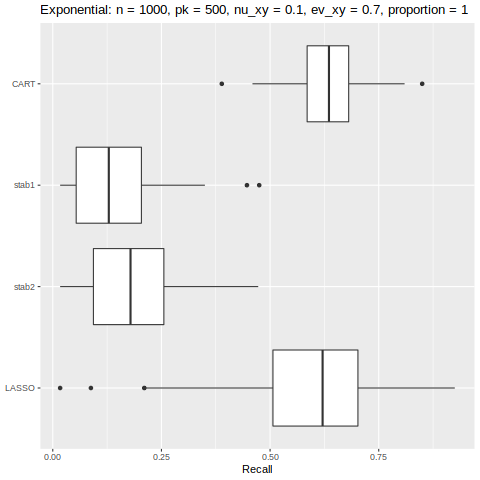 Exponential: n = 1000, pk = 500, nu_xy = 0.1, ev_xy = 0.7, proportion = 1
CART
stab1
stab2
LASSO
0.00 0.25 0.50 0.75
Recall